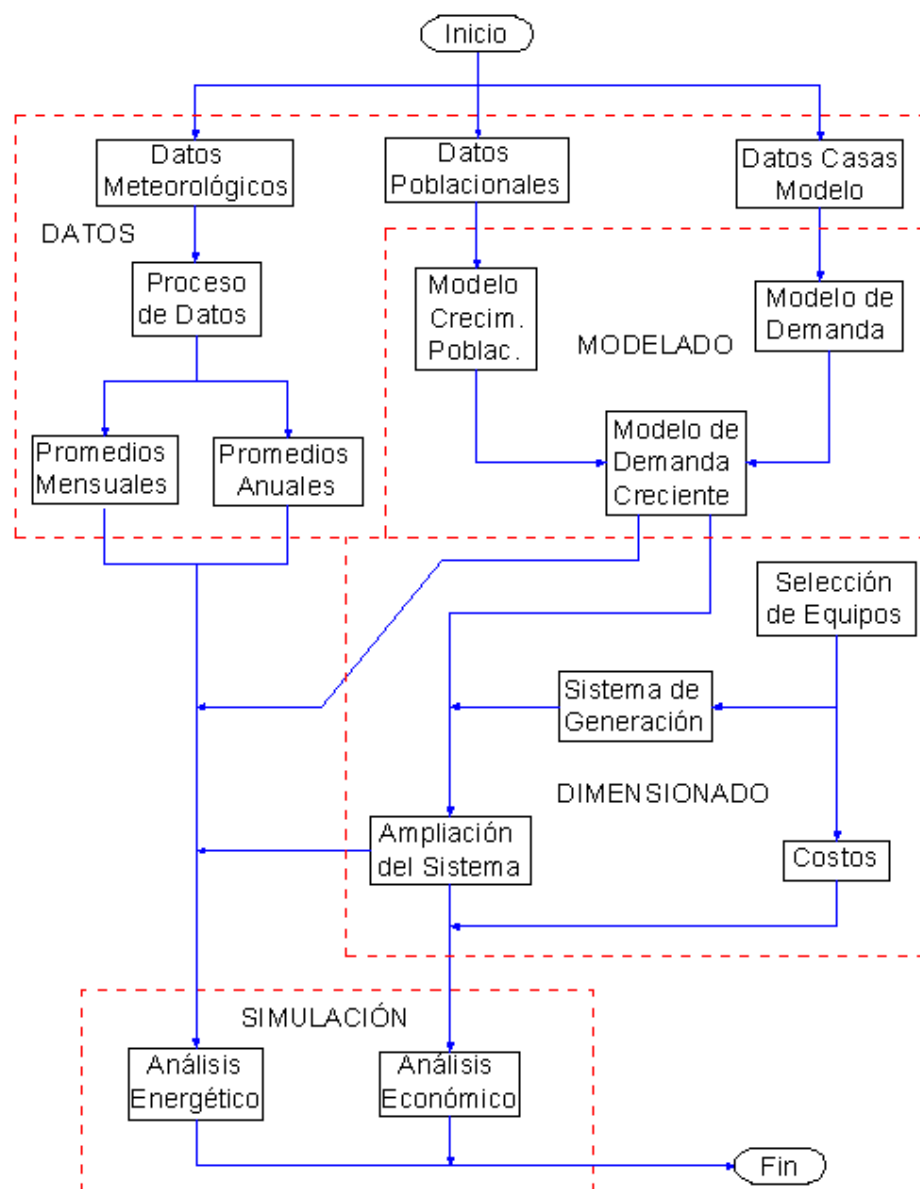 Inicio
Datos
Meteorológicos
Datos
Poblacionales
Datos Casas
Modelo
DATOS
Proceso
de Datos
Modelo
Crecim.
Poblac.
Modelo de
Demanda
MODELADO
Promedios
Mensuales
Promedios
Anuales
Modelo de
Demanda
Creciente
Selección
de Equipos
Sistema de
Generación
DIMENSIONADO
Ampliación
del Sistema
Costos
SIMULACIÓN
Análisis
Energético
Análisis
Económico
Fin